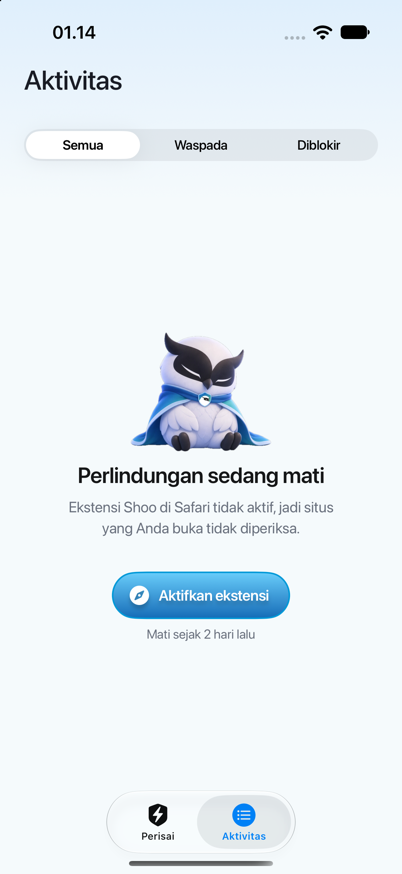 01.14
Aktivitas
Semua
Waspada
Diblokir
Perlindungan sedang mati
Ekstensi Shoo di Safari tidak aktif, jadi situs
yang Anda buka tidak diperiksa.
Aktifkan ekstensi
Mati sejak 2 hari lalu
Perisai
Aktivitas